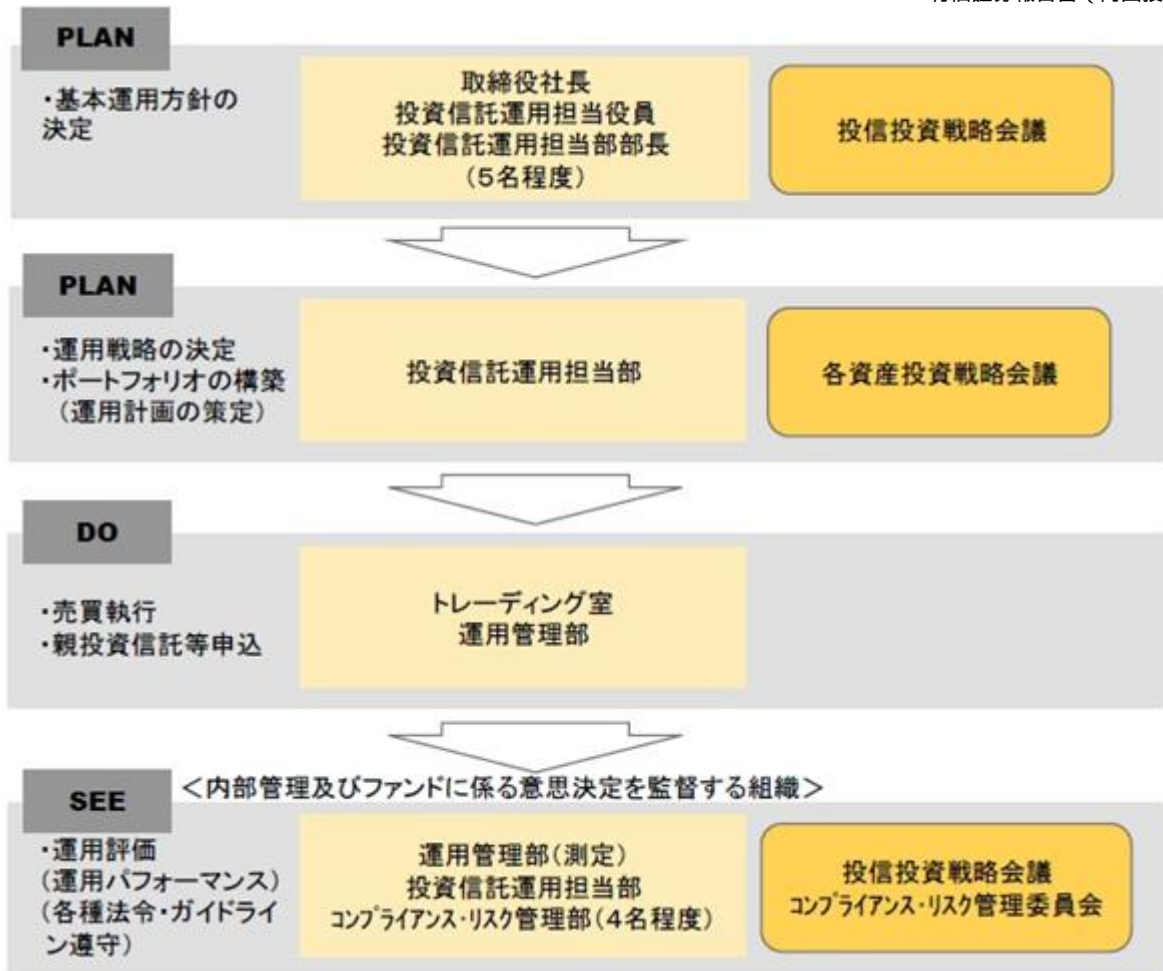 PLAN
・基本運用方針の
決定
取締役社長
投資信託運用担当役員
投資信託運用担当部部長
(5名程度)
投信投資戦略会議
PLAN
・運用戦略の決定
・ポートフォリオの構築
(運用計画の策定)
投資信託運用担当部
各資産投資戦略会議
DO
・売買執行
・親投資信託等申込
トレーディング室
運用管理部
SEE
<内部管理及びファンドに係る意思決定を監督する組織>
・運用評価
(運用パフォーマンス)
(各種法令・ガイドライ
ン遵守)
運用管理部(測定)
投資信託運用担当部
コンプライアンス・リスク管理部(4名程度)
投信投資戦略会議
コンプライアンス・リスク管理委員会